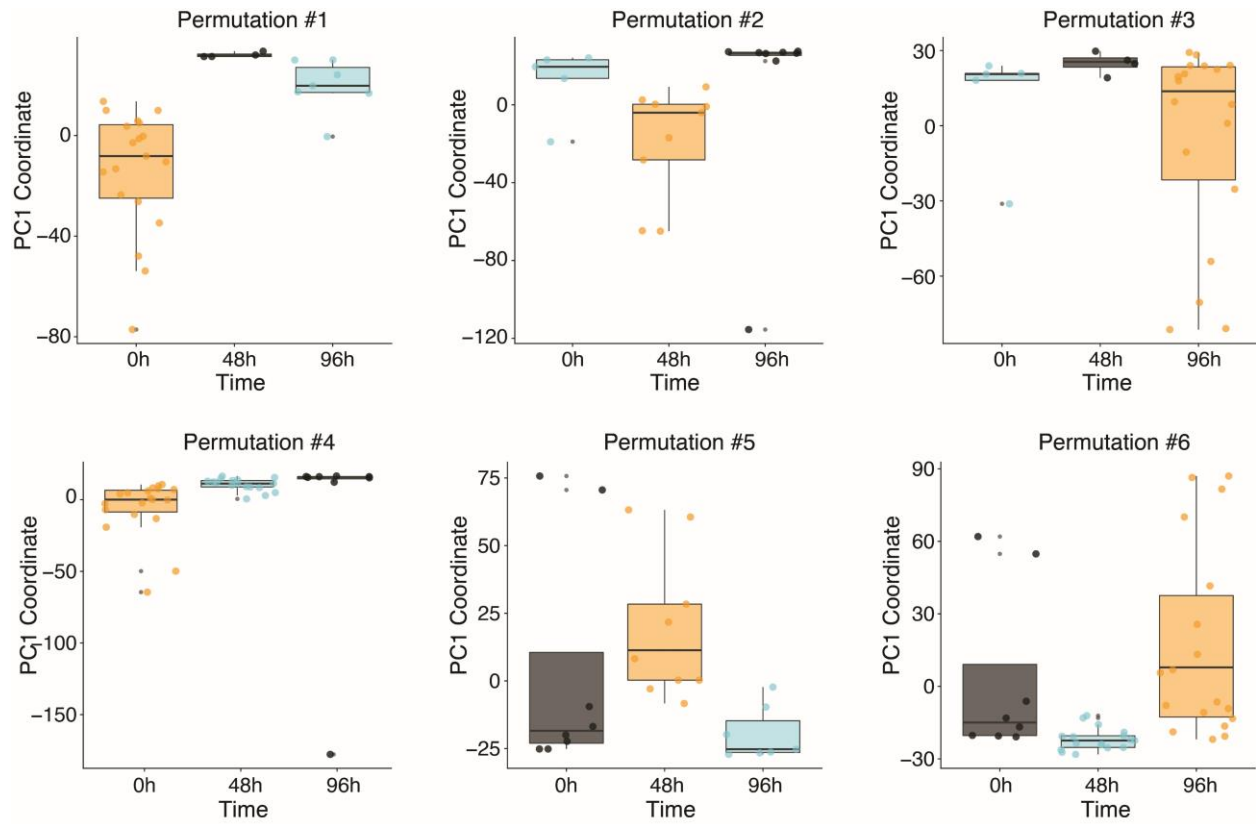 Permutation #1
PC1 Coordinate
0
−40
−80
0h 48h 96h
Time
Permutation #2
PC1 Coordinate
0
−40
−80
−120
0h 48h 96h
Time
Permutation #3
PC1 Coordinate
30
0
−30
−60
0h 48h 96h
Time
Permutation #4
PC1 Coordinate
0
−50
−100
−150
0h 48h 96h
Time
Permutation #5
PC1 Coordinate
75
50
25
0
−25
0h 48h 96h
Time
Permutation #6
PC1 Coordinate
90
60
30
0
−30
0h 48h 96h
Time